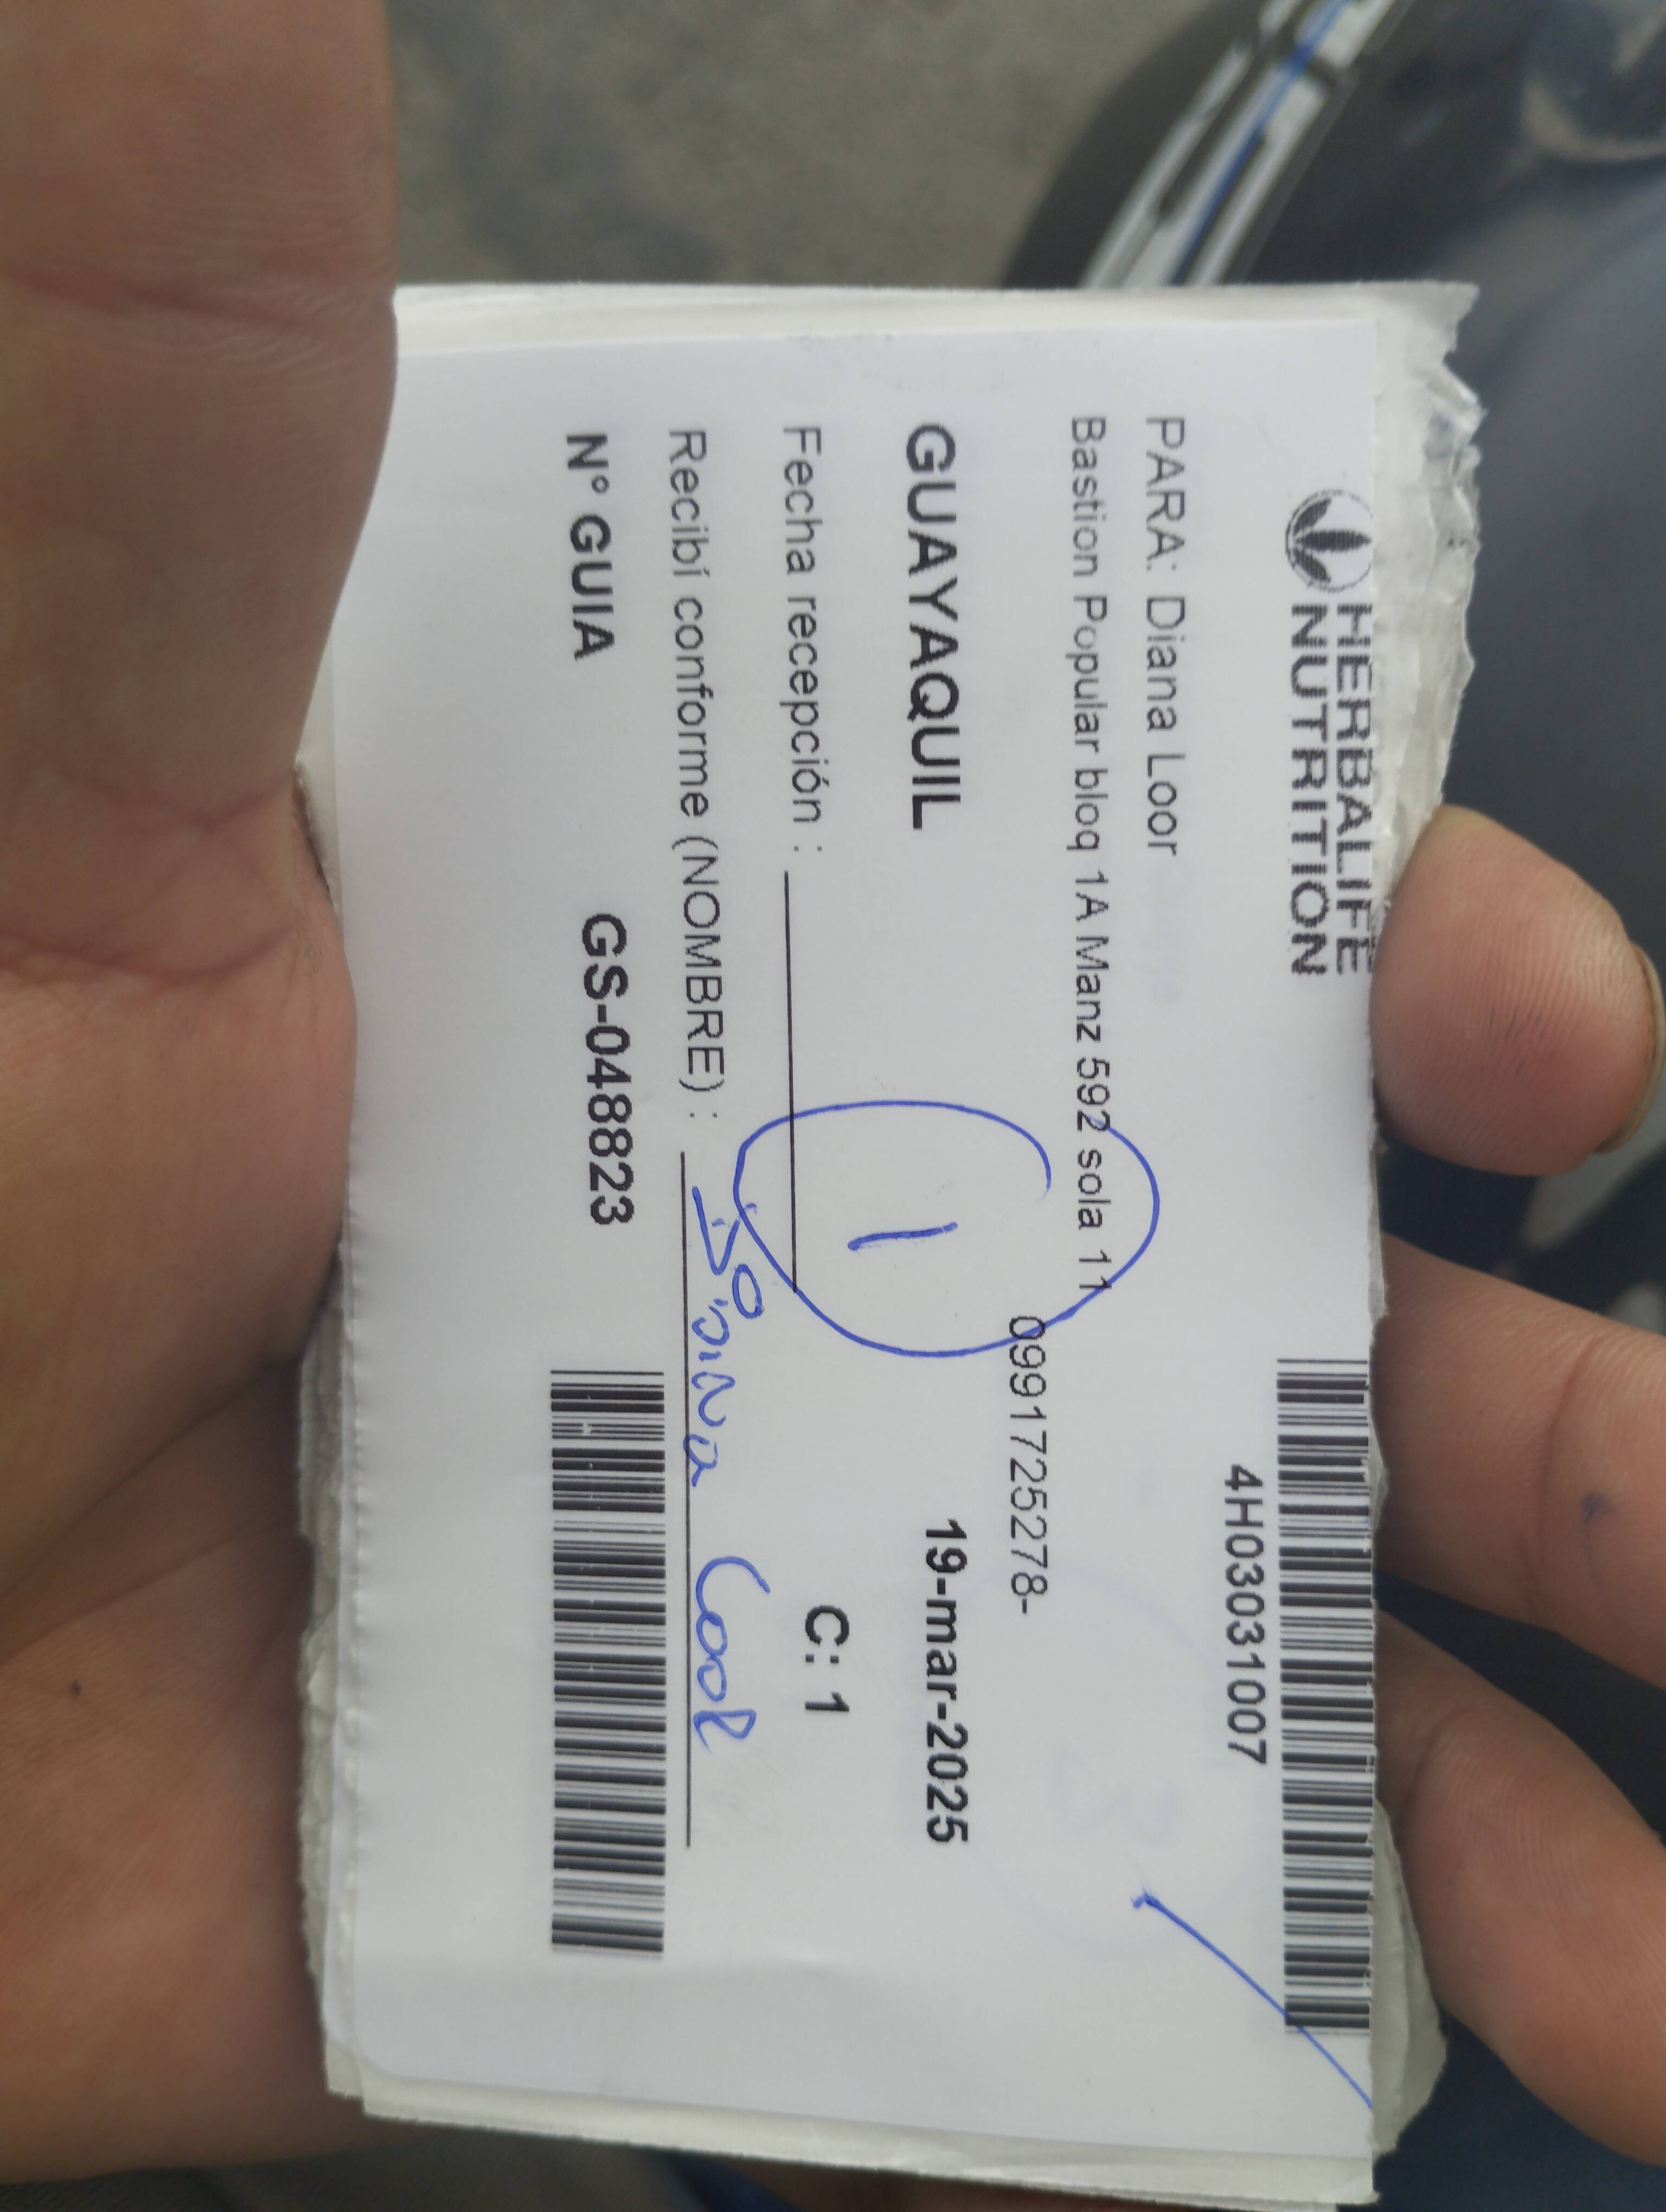 HERBALIFE
NUTRITION
4H03031007
PARA: Diana Loor
Bastion Popular bloq 1A Manz 592 sola 11
0991725278-
GUAYAQUIL 19-mar-2025
1
Fecha recepción : C: 1
Recibí conforme (NOMBRE) :
N° GUIA GS-048823